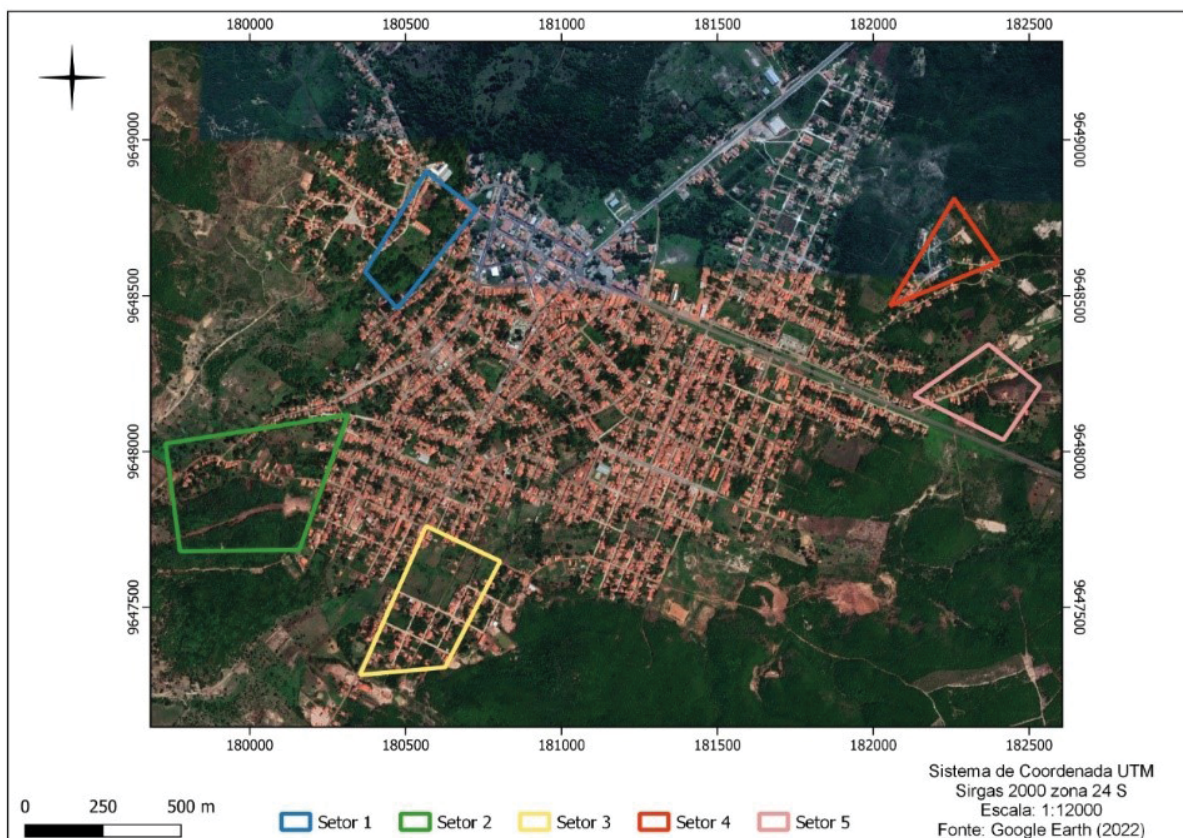 180000 180500 181000 181500 182000 182500
9649000 9649000
9648500 9648500
9648000 9648000
9647500 9647500
180000 180500 181000 181500 182000 182500
0 250 500 m
Setor 1 Setor 2 Setor 3 Setor 4 Setor 5
Sistema de Coordenada UTM
Sirgas 2000 zona 24 S
Escala: 1:12000
Fonte: Google Earth (2022)